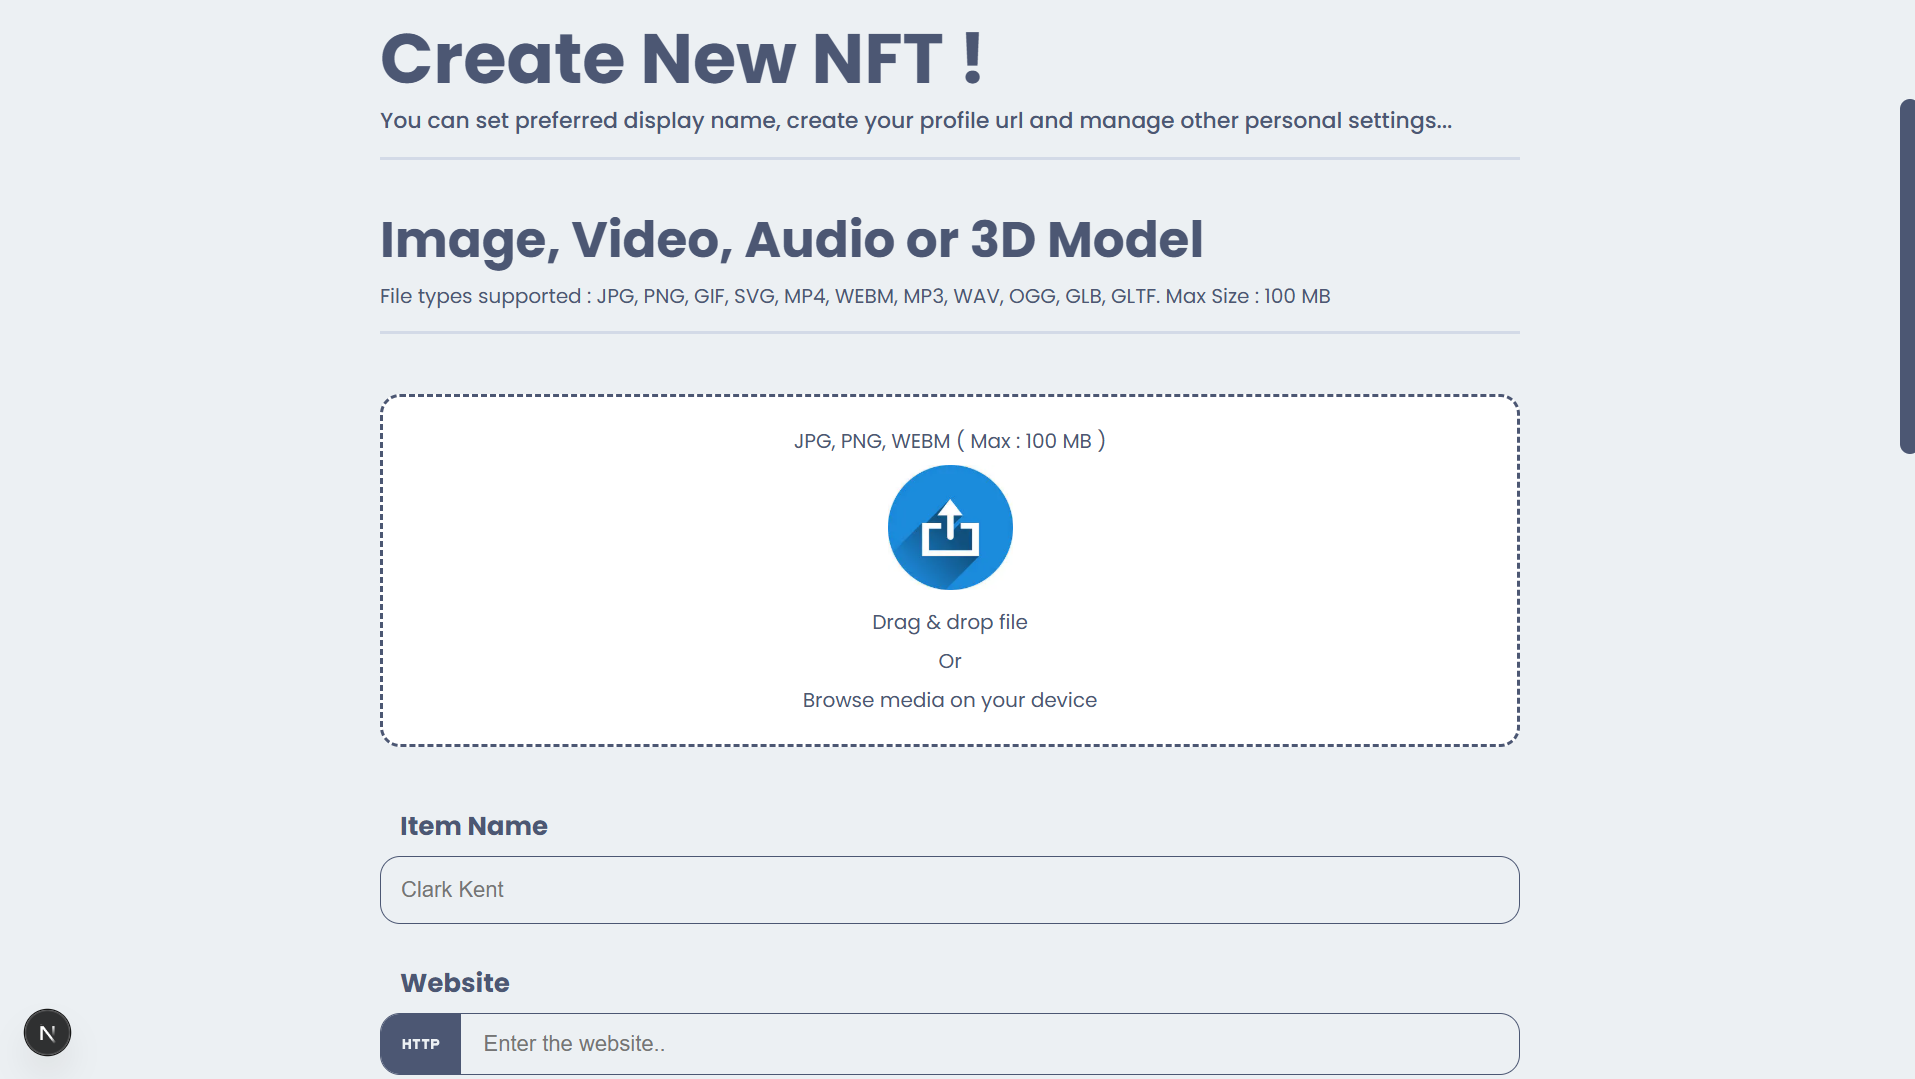 Create New NFT !
You can set preferred display name, create your profile url and manage other personal settings...
Image, Video, Audio or 3D Model
File types supported : JPG, PNG, GIF, SVG, MP4, WEBM, MP3, WAV, OGG, GLB, GLTF. Max Size : 100 MB
JPG, PNG, WEBM ( Max : 100 MB )
Drag & drop file
Or
Browse media on your device
Item Name
Clark Kent
Website
HTTP Enter the website..
N